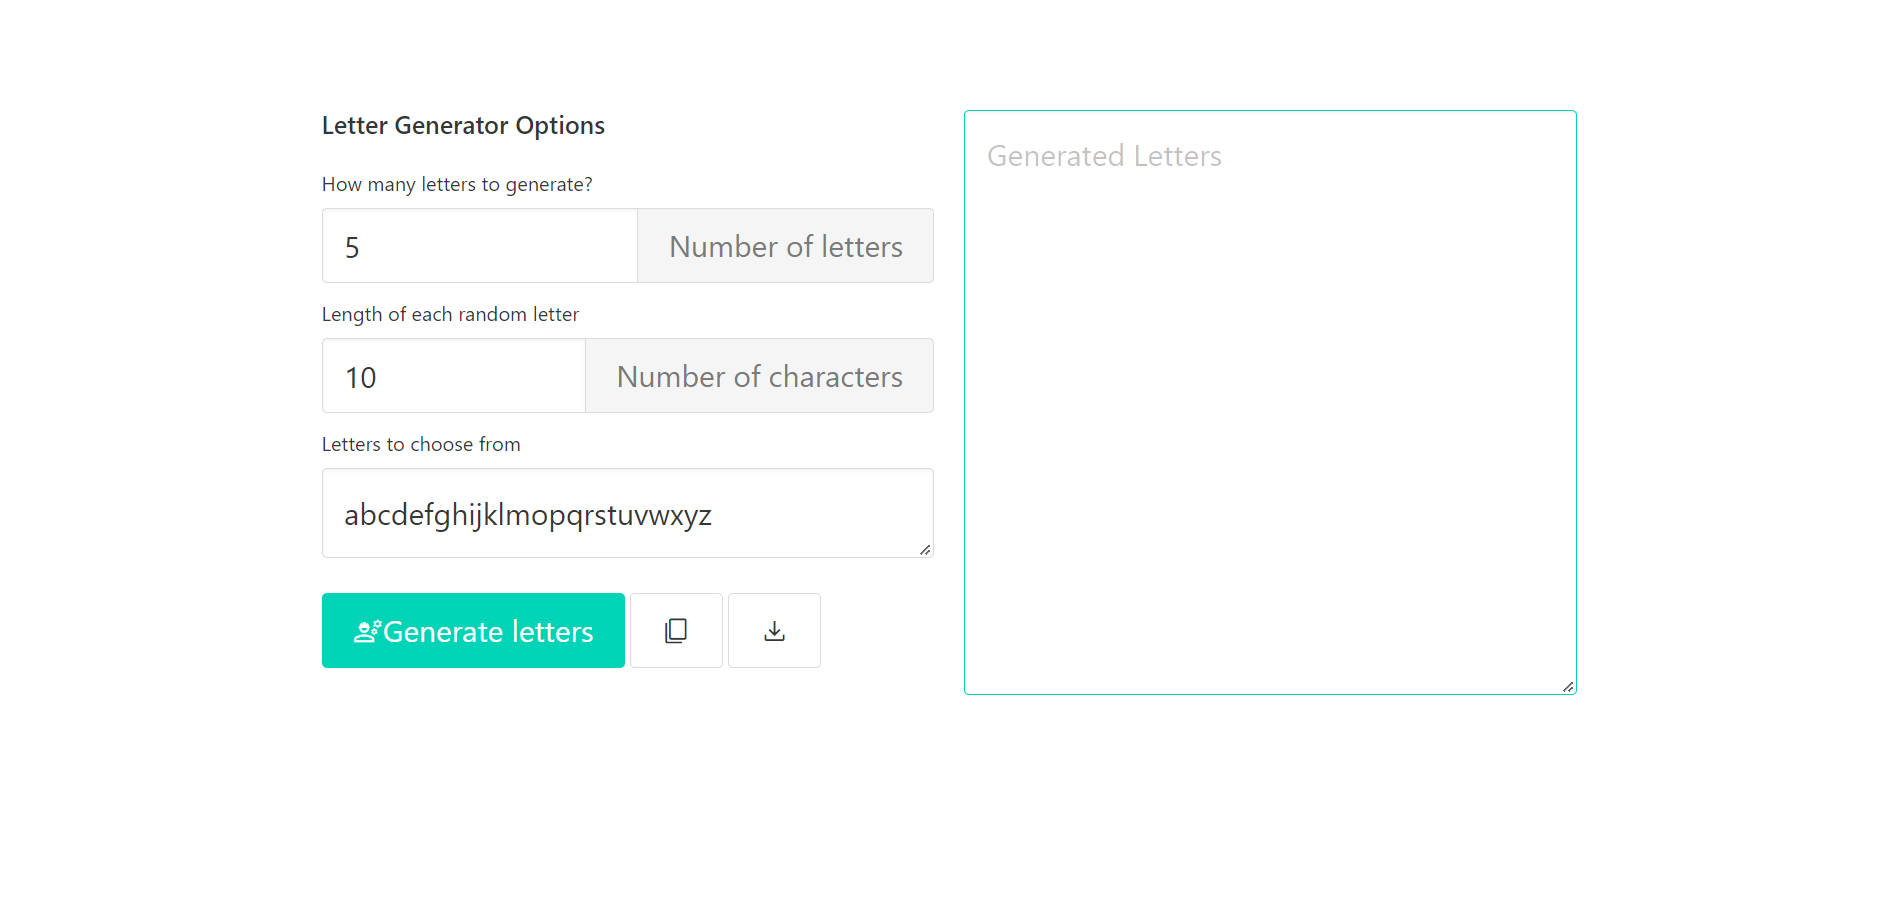 Letter Generator Options
How many letters to generate?
5 Number of letters
Length of each random letter
10 Number of characters
Letters to choose from
abcdefghijklmopqrstuvwxyz
Generate letters
Generated Letters